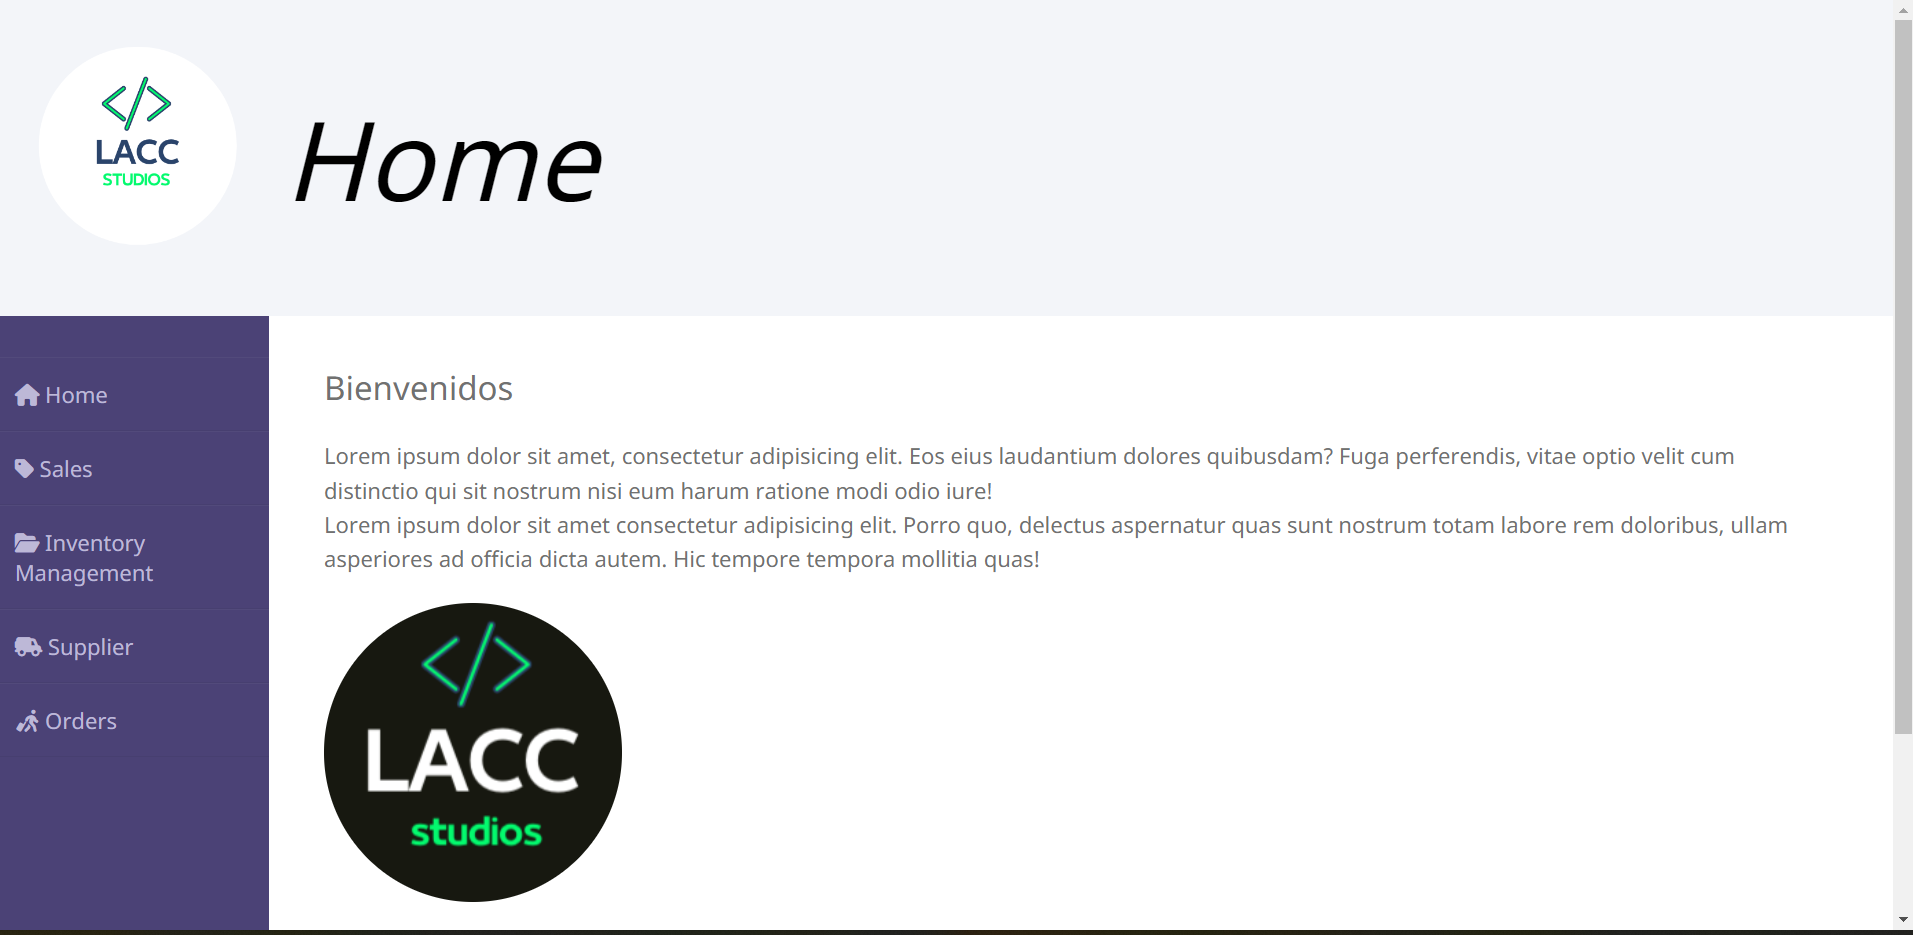 </>
LACC
STUDIOS
Home
Home
Sales
Inventory
Management
Supplier
Orders
Bienvenidos
Lorem ipsum dolor sit amet, consectetur adipisicing elit. Eos eius laudantium dolores quibusdam? Fuga perferendis, vitae optio velit cum
distinctio qui sit nostrum nisi eum harum ratione modi odio iure!
Lorem ipsum dolor sit amet consectetur adipisicing elit. Porro quo, delectus aspernatur quas sunt nostrum totam labore rem doloribus, ullam
asperiores ad officia dicta autem. Hic tempore tempora mollitia quas!
</>
LACC
studios